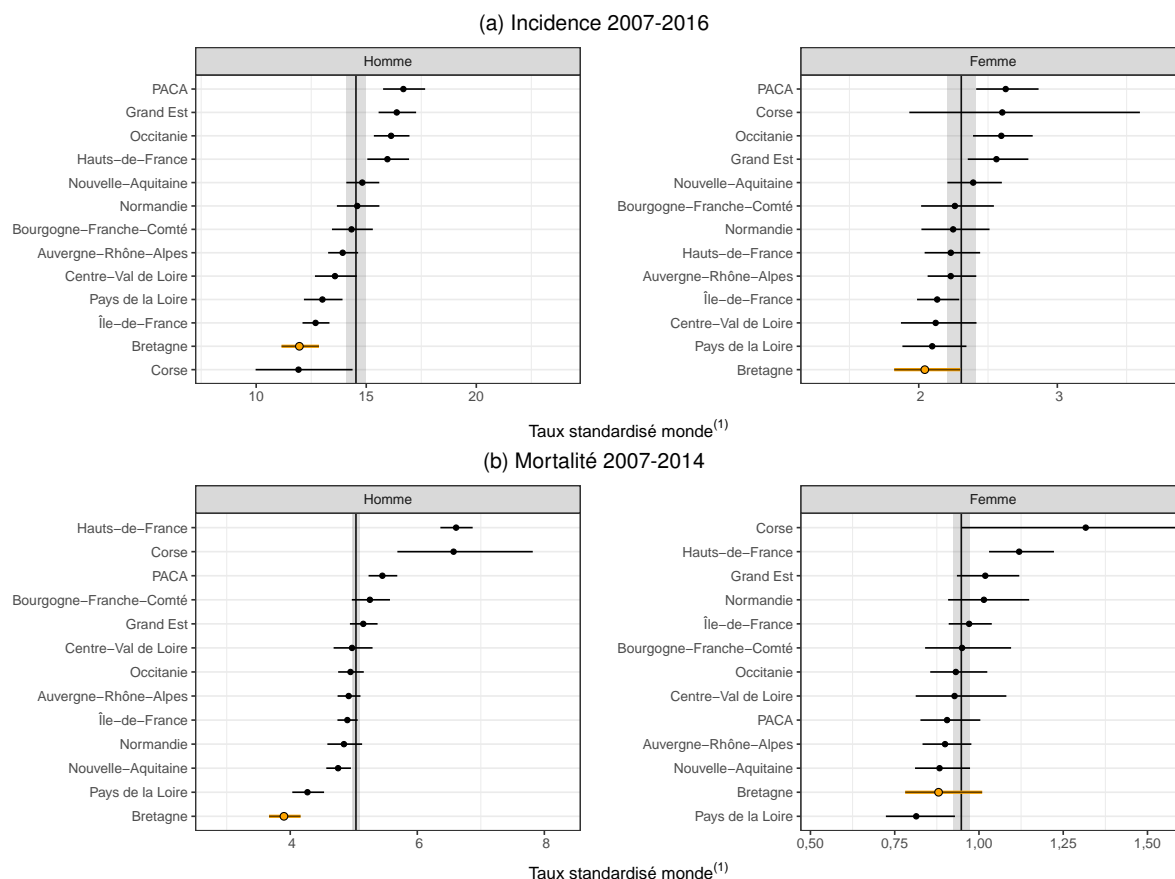 (a) Incidence 2007-2016
Homme
PACA
Grand Est
Occitanie
Hauts−de−France
Nouvelle−Aquitaine
Normandie
Bourgogne−Franche−Comté
Auvergne−Rhône−Alpes
Centre−Val de Loire
Pays de la Loire
Île−de−France
Bretagne
Corse
10 15 20
Femme
PACA
Corse
Occitanie
Grand Est
Nouvelle−Aquitaine
Bourgogne−Franche−Comté
Normandie
Hauts−de−France
Auvergne−Rhône−Alpes
Île−de−France
Centre−Val de Loire
Pays de la Loire
Bretagne
2 3
Taux standardisé monde(1)
(b) Mortalité 2007-2014
Homme
Hauts−de−France
Corse
PACA
Bourgogne−Franche−Comté
Grand Est
Centre−Val de Loire
Occitanie
Auvergne−Rhône−Alpes
Île−de−France
Normandie
Nouvelle−Aquitaine
Pays de la Loire
Bretagne
4 6 8
Femme
Corse
Hauts−de−France
Grand Est
Normandie
Île−de−France
Bourgogne−Franche−Comté
Occitanie
Centre−Val de Loire
PACA
Auvergne−Rhône−Alpes
Nouvelle−Aquitaine
Bretagne
Pays de la Loire
0,50 0,75 1,00 1,25 1,50
Taux standardisé monde(1)